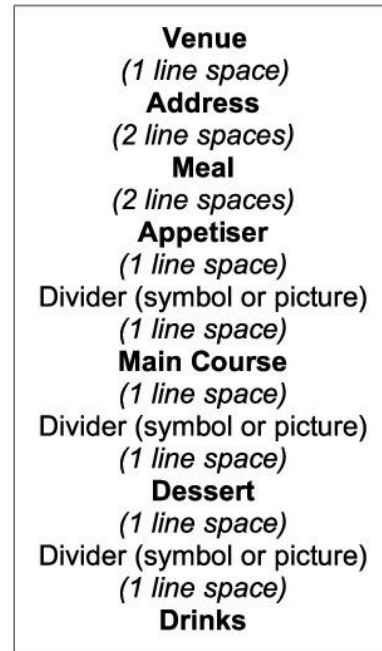 Venue
(1 line space)
Address
(2 line spaces)
Meal
(2 line spaces)
Appetiser
(1 line space)
Divider (symbol or picture)
(1 line space)
Main Course
(1 line space)
Divider (symbol or picture)
(1 line space)
Dessert
(1 line space)
Divider (symbol or picture)
(1 line space)
Drinks